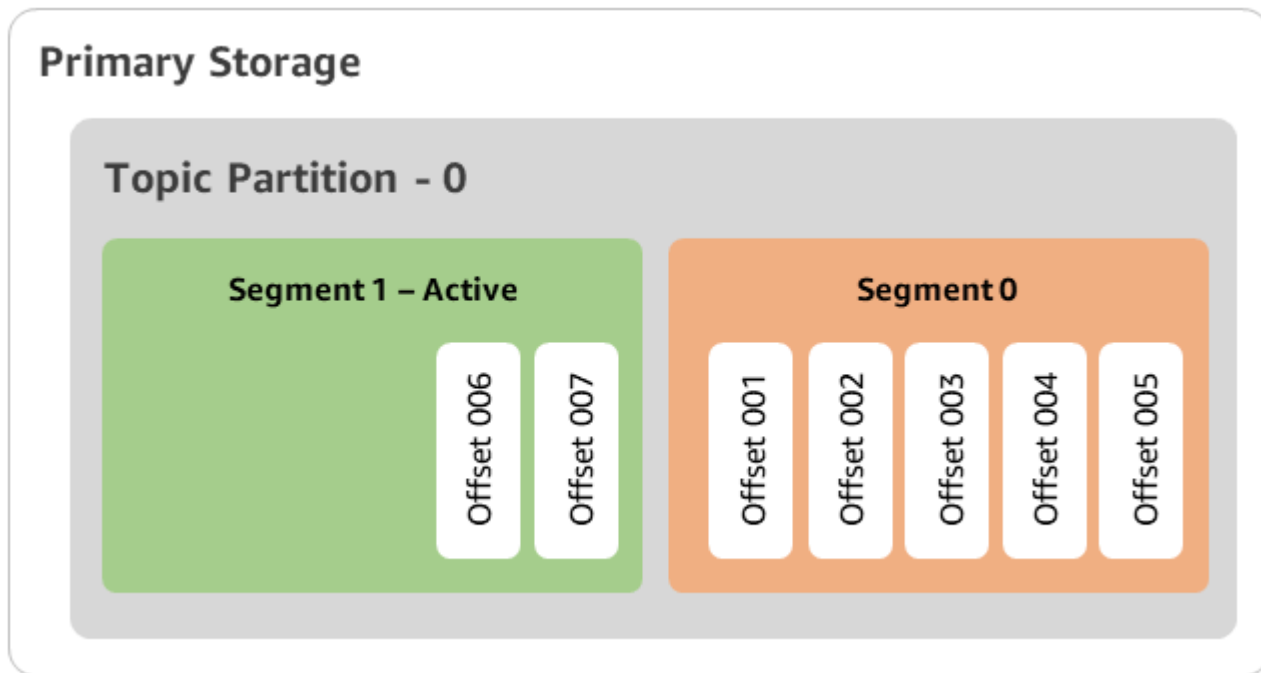 Primary Storage
Topic Partition - 0
Segment 1 – Active
Offset 006
Offset 007
Segment 0
Offset 001
Offset 002
Offset 003
Offset 004
Offset 005